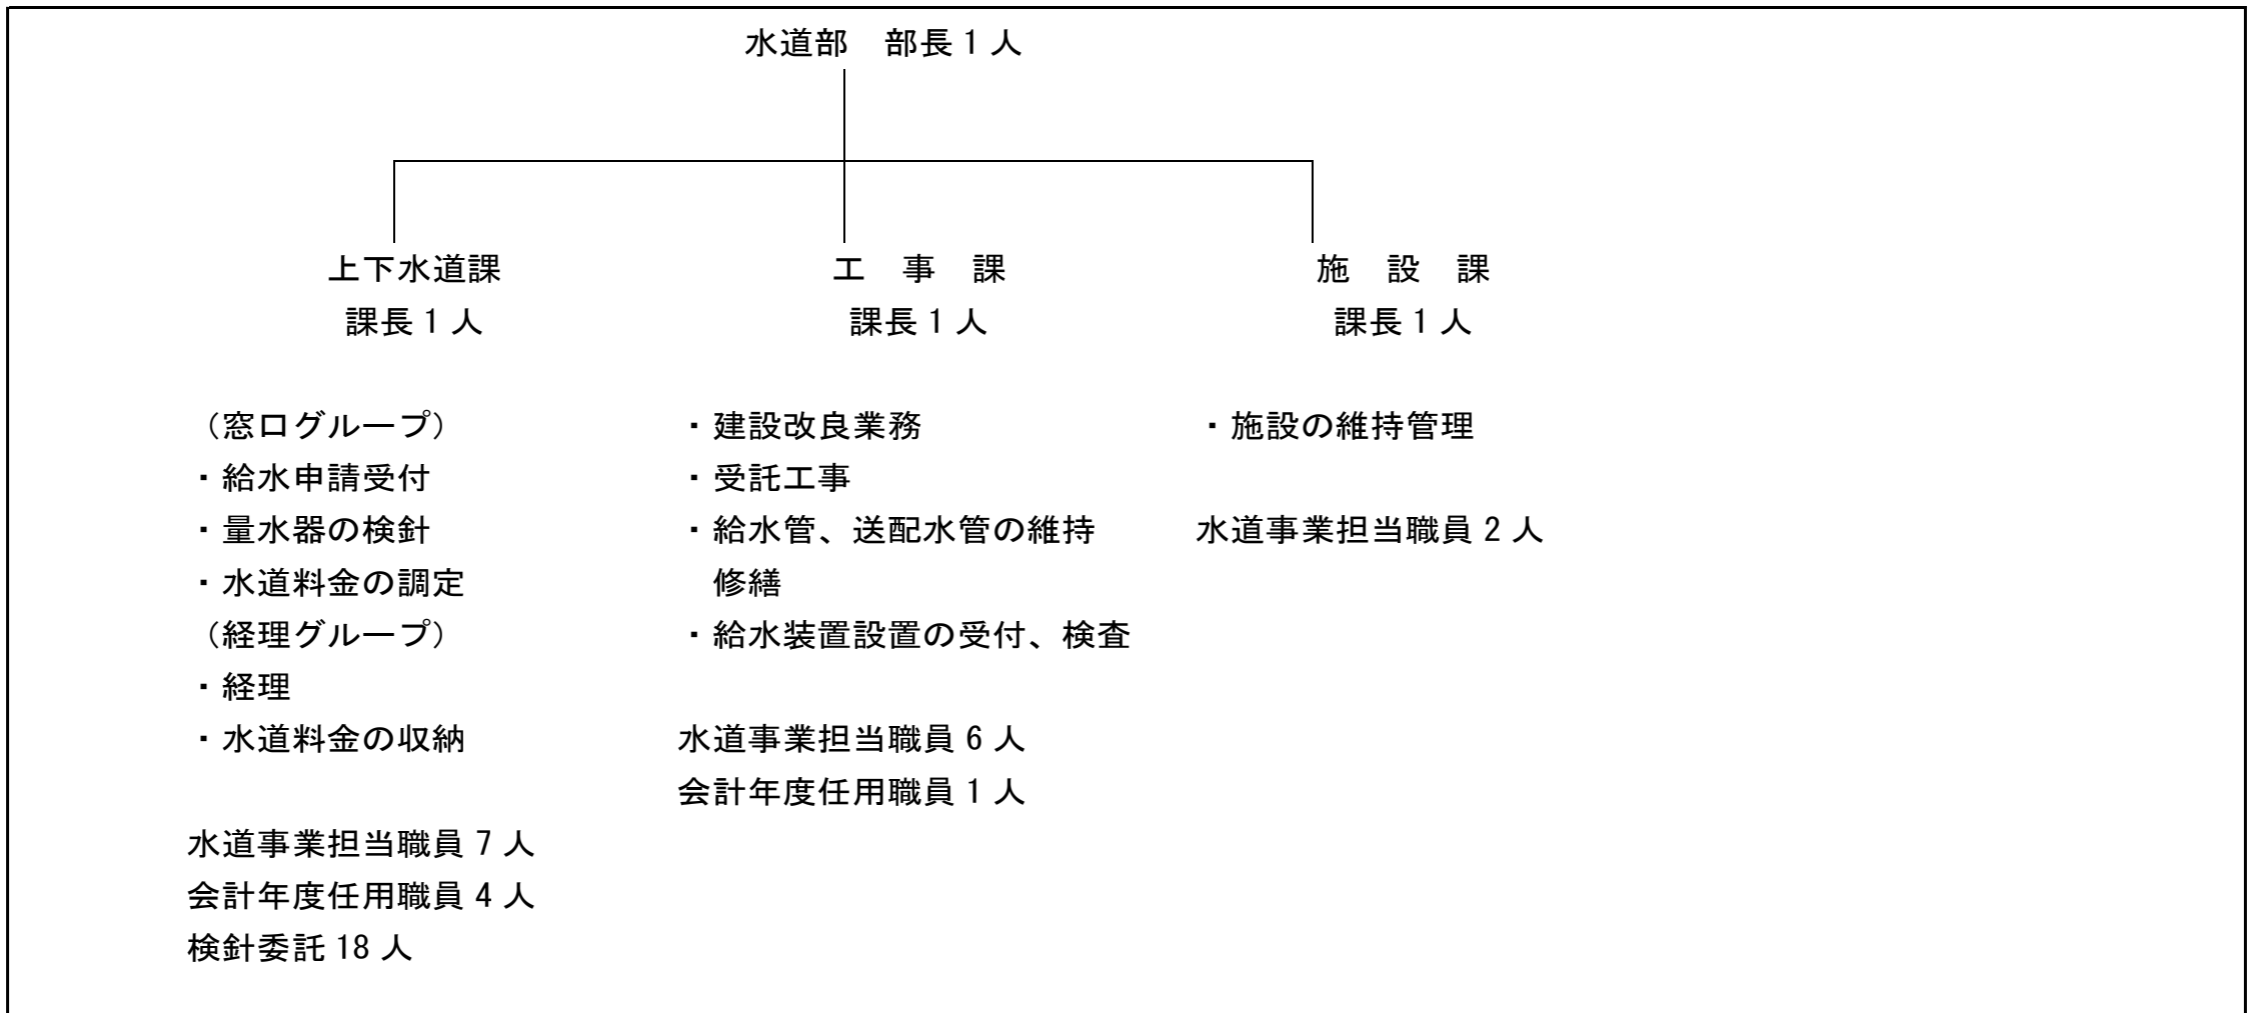 水道部　部長 1 人
上下水道課
課長 1 人
（窓口グループ）
・給水申請受付
・量水器の検針
・水道料金の調定
（経理グループ）
・経理
・水道料金の収納
水道事業担当職員 7 人
会計年度任用職員 4 人
検針委託 18 人
工　事　課
課長 1 人
・建設改良業務
・受託工事
・給水管、送配水管の維持
修繕
・給水装置設置の受付、検査
水道事業担当職員 6 人
会計年度任用職員 1 人
施　設　課
課長 1 人
・施設の維持管理
水道事業担当職員 2 人